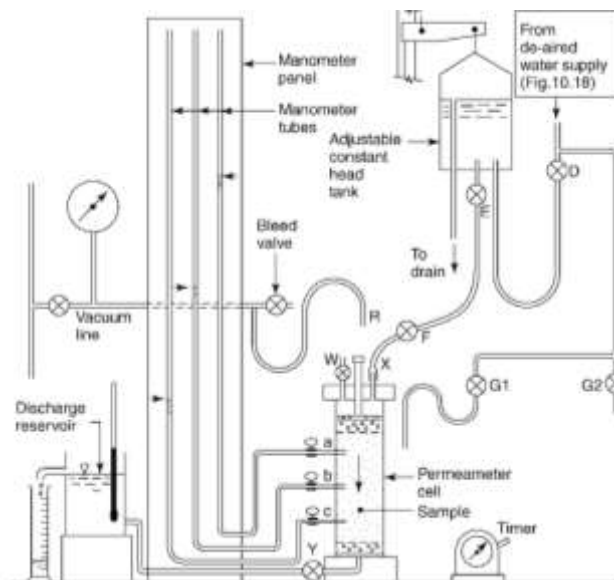 From
de-aired
water supply
(Fig.10.18)
Manometer
panel
Manometer
tubes
Adjustable
constant
head
tank
D
E
To
drain
Bleed
valve
R
F
Vacuum
line
W
X
G1
G2
Discharge
reservoir
a
b
c
Permeameter
cell
Sample
Y
Timer